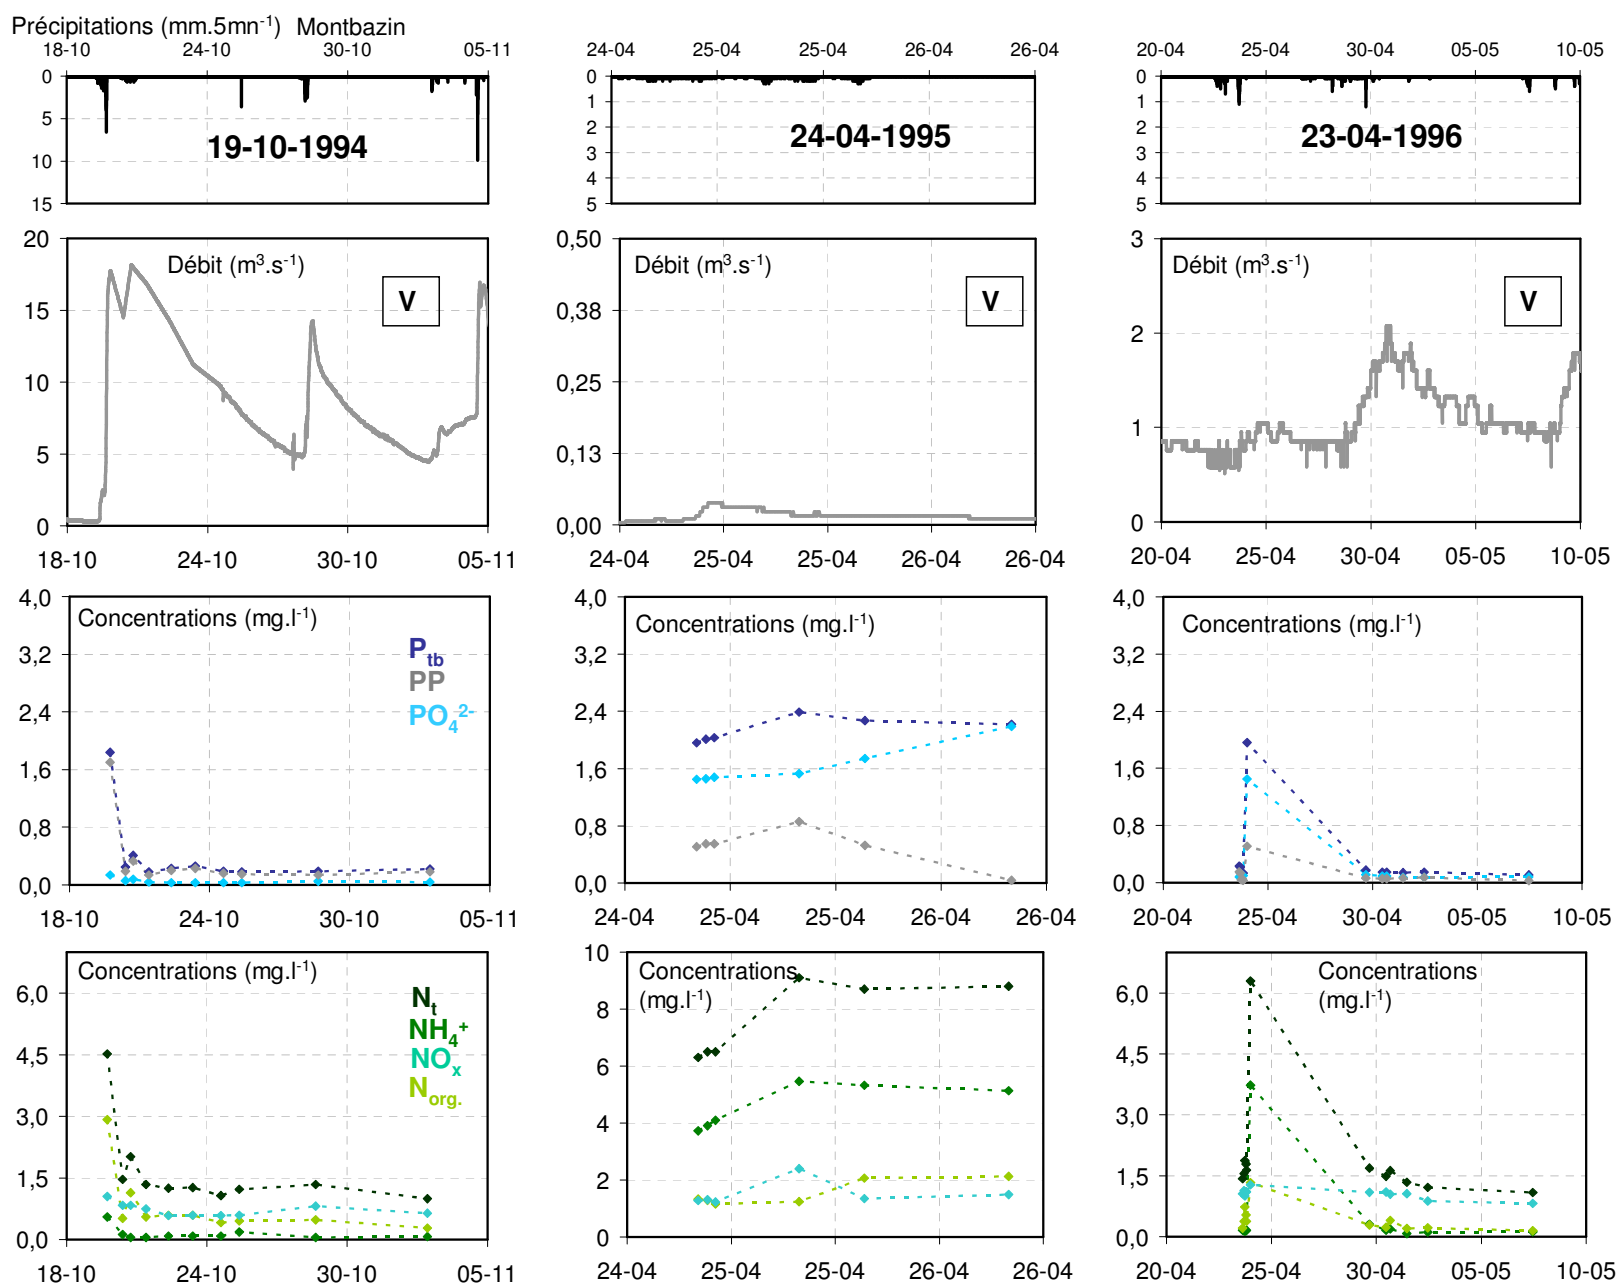 Précipitations (mm.5mn-1) Montbazin
18-10 24-10 30-10 05-11
24-04 25-04 25-04 26-04 26-04
20-04 25-04 30-04 05-05 10-05
0
5
10
15
19-10-1994
0
1
2
3
4
5
24-04-1995
0
1
2
3
4
5
23-04-1996
20
15
10
5
0
Débit (m3.s-1)
V
18-10 24-10 30-10 05-11
0,50
0,38
0,25
0,13
0,00
Débit (m3.s-1)
V
24-04 25-04 25-04 26-04 26-04
3
2
1
0
Débit (m3.s-1)
V
20-04 25-04 30-04 05-05 10-05
4,0
3,2
2,4
1,6
0,8
0,0
Concentrations (mg.l-1)
Ptb
PP
PO42-
18-10 24-10 30-10 05-11
4,0
3,2
2,4
1,6
0,8
0,0
Concentrations (mg.l-1)
24-04 25-04 25-04 26-04 26-04
4,0
3,2
2,4
1,6
0,8
0,0
Concentrations (mg.l-1)
20-04 25-04 30-04 05-05 10-05
6,0
4,5
3,0
1,5
0,0
Concentrations (mg.l-1)
Nt
NH4+
NOx
Norg.
18-10 24-10 30-10 05-11
10
8
6
4
2
0
Concentrations
(mg.l-1)
24-04 25-04 25-04 26-04 26-04
6,0
4,5
3,0
1,5
0,0
Concentrations
(mg.l-1)
20-04 25-04 30-04 05-05 10-05